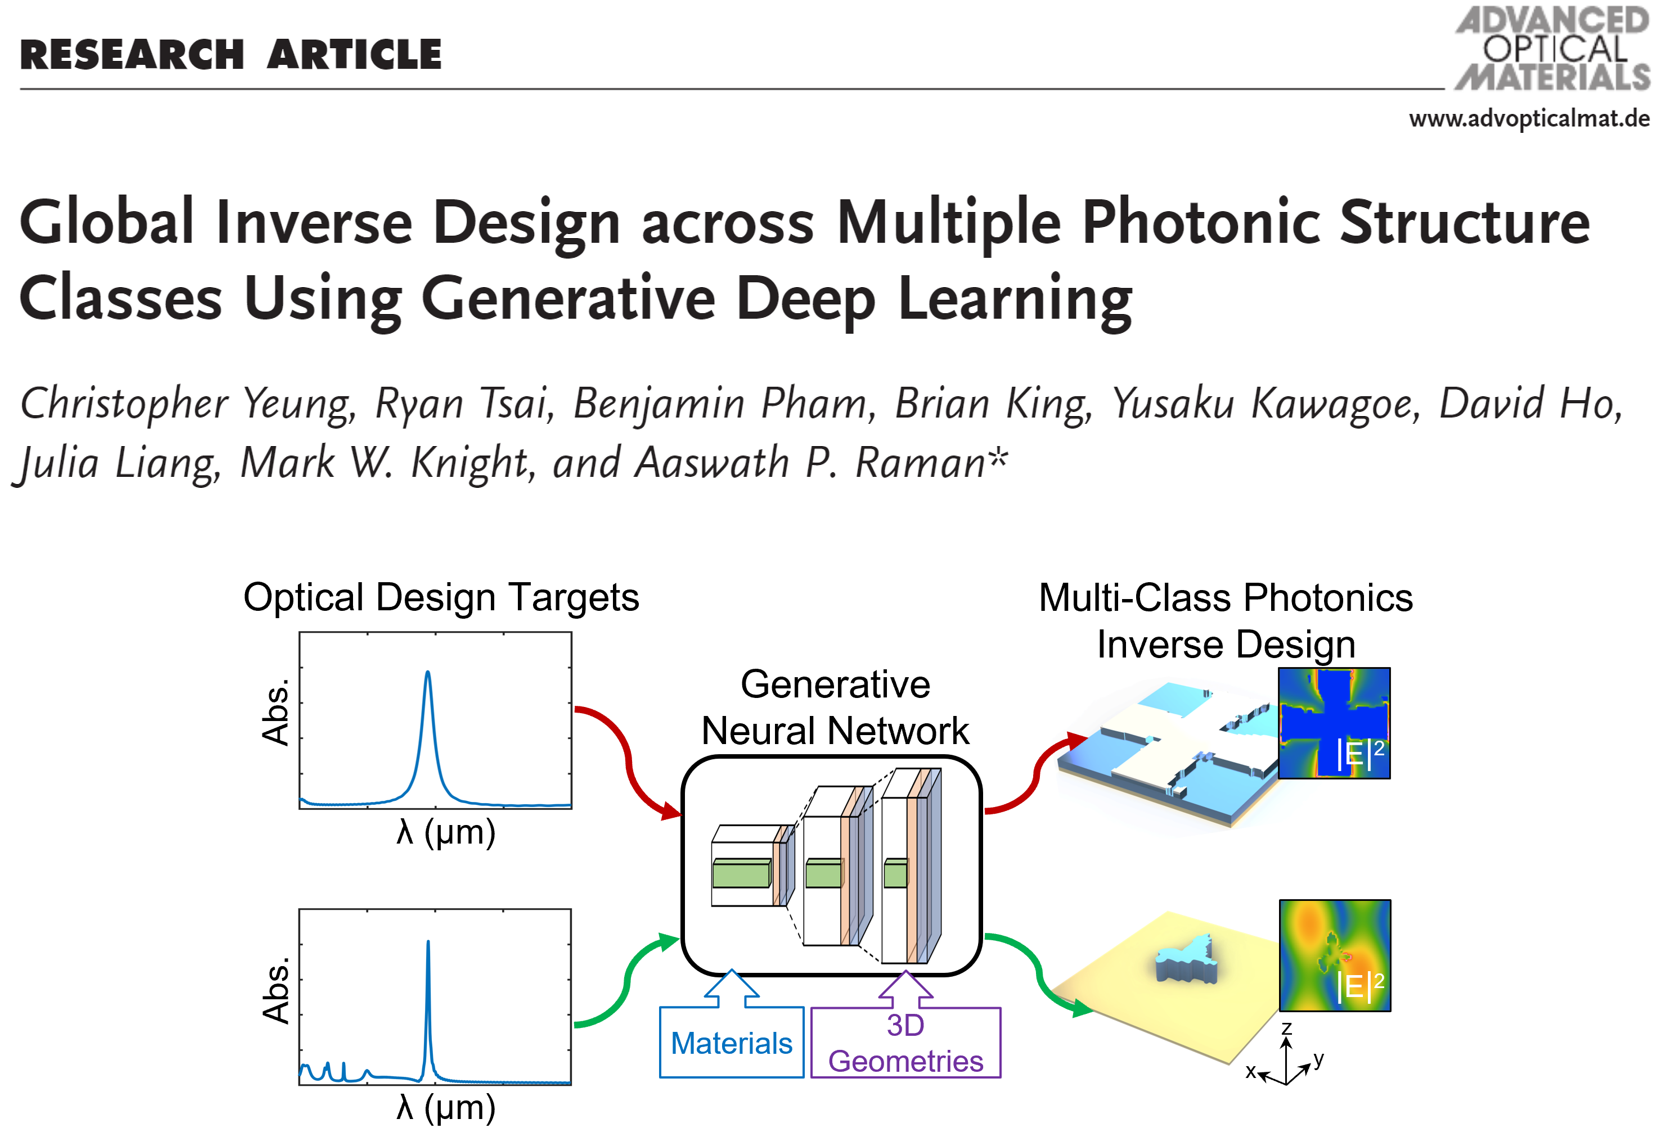 RESEARCH ARTICLE
ADVANCED
OPTICAL
MATERIALS
www.advopticalmat.de
Global Inverse Design across Multiple Photonic Structure
Classes Using Generative Deep Learning
Christopher Yeung, Ryan Tsai, Benjamin Pham, Brian King, Yusaku Kawagoe, David Ho,
Julia Liang, Mark W. Knight, and Aaswath P. Raman*
Optical Design Targets
Abs.
λ (μm)
Abs.
λ (μm)
Generative
Neural Network
Materials
3D
Geometries
Multi-Class Photonics
Inverse Design
|E|²
|E|²
z
y
x